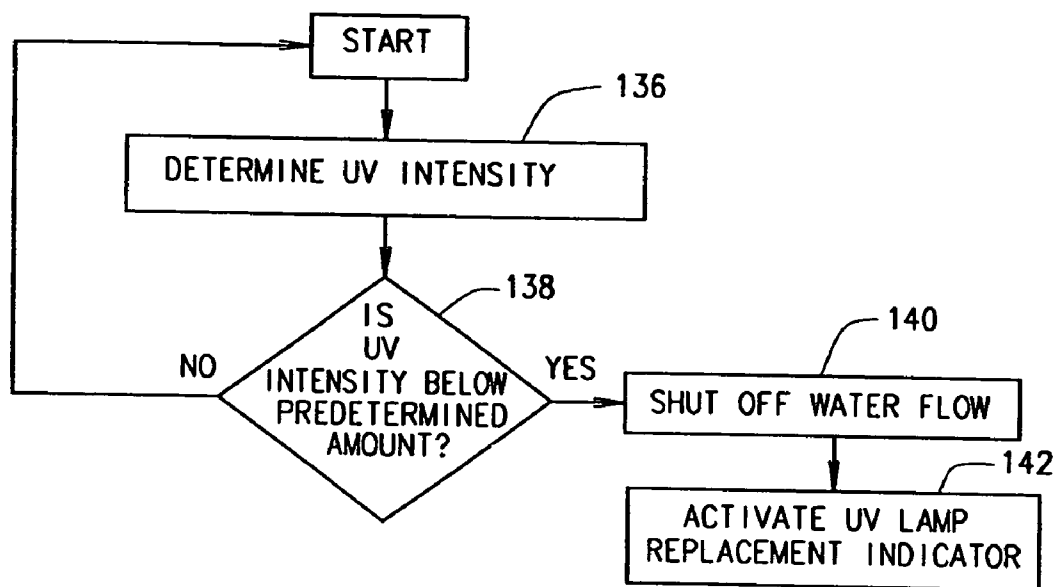 START
136
DETERMINE UV INTENSITY
138
IS
UV
INTENSITY BELOW
PREDETERMINED
AMOUNT?
NO
YES
140
SHUT OFF WATER FLOW
142
ACTIVATE UV LAMP
REPLACEMENT INDICATOR